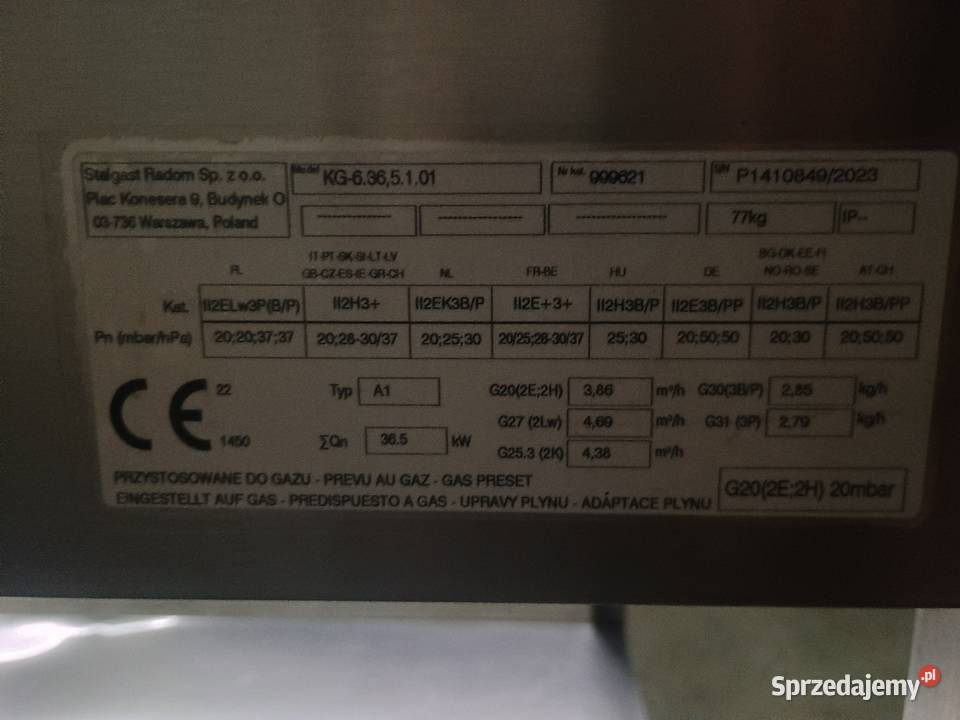 Stalgast Radom Sp. z o.o.
Plac Konesera 9, Budynek O
03-736 Warszawa, Poland
Model KG-6.36,5.1.01
Nr kat. 999621
S/N P1410849/2023
77kg
IP--
PL
IT-PT-SK-SI-LT-LV
GB-CZ-ES-IE-GR-CH
NL
FR-BE
HU
DE
BG-DK-EE-FI
NO-RO-SE
AT-CH
Kat. II2ELw3P(B/P) II2H3+ II2EK3B/P II2E+3+ II2H3B/P II2E3B/PP II2H3B/P II2H3B/PP
Pn (mbar/hPa) 20;20;37;37 20;28-30/37 20;25;30 20/25;28-30/37 25;30 20;50;50 20;30 20;50;50
CE 22
1450
Typ A1
∑Qn 36.5 kW
G20(2E;2H) 3,86 m³/h
G27 (2Lw) 4,69 m³/h
G25.3 (2K) 4,38 m³/h
G30(3B/P) 2,85 kg/h
G31 (3P) 2,79 kg/h
PRZYSTOSOWANE DO GAZU - PREVU AU GAZ - GAS PRESET
EINGESTELLT AUF GAS - PREDISPUESTO A GAS - UPRAVY PLYNU - ADÁPTACE PLYNU
G20(2E;2H) 20mbar
Sprzedajemy.pl